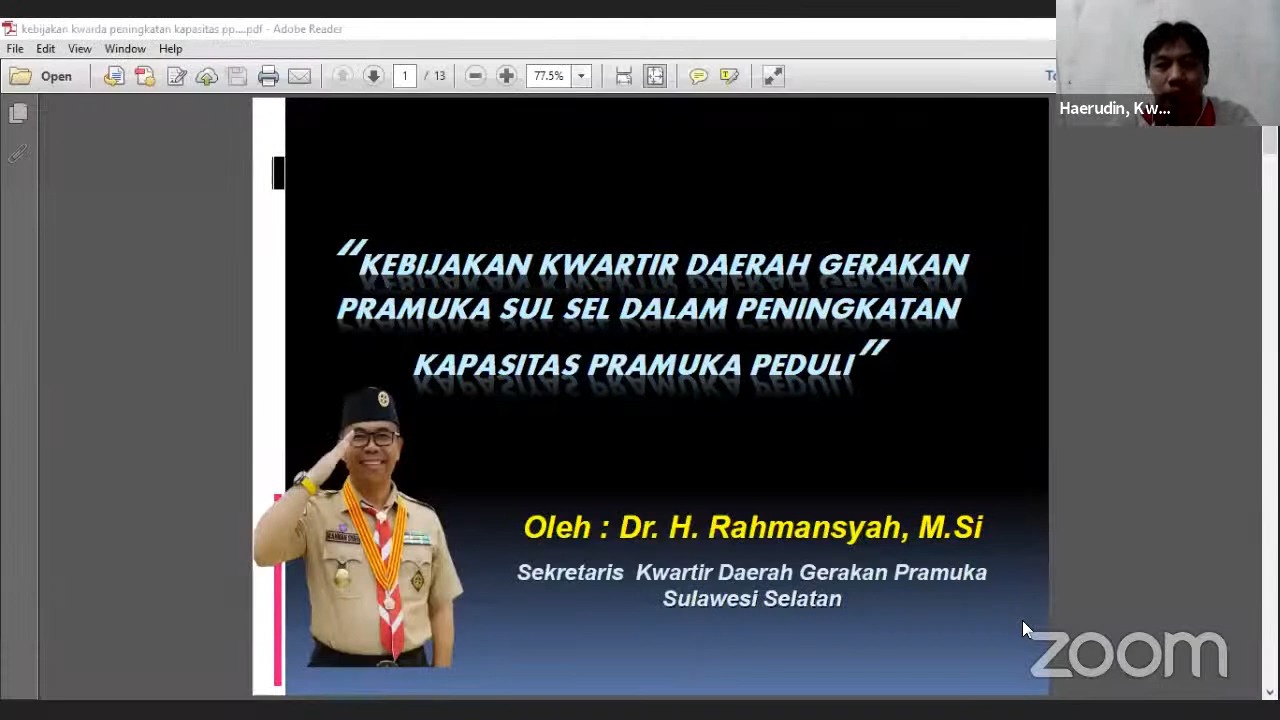 kebijakan kwarda peningkatan kapasitas pp....pdf - Adobe Reader
File Edit View Window Help
Open 1 / 13 77.5%
Haerudin, Kw...
“KEBIJAKAN KWARTIR DAERAH GERAKAN
PRAMUKA SUL SEL DALAM PENINGKATAN
KAPASITAS PRAMUKA PEDULI”
Oleh : Dr. H. Rahmansyah, M.Si
Sekretaris Kwartir Daerah Gerakan Pramuka
Sulawesi Selatan
zoom